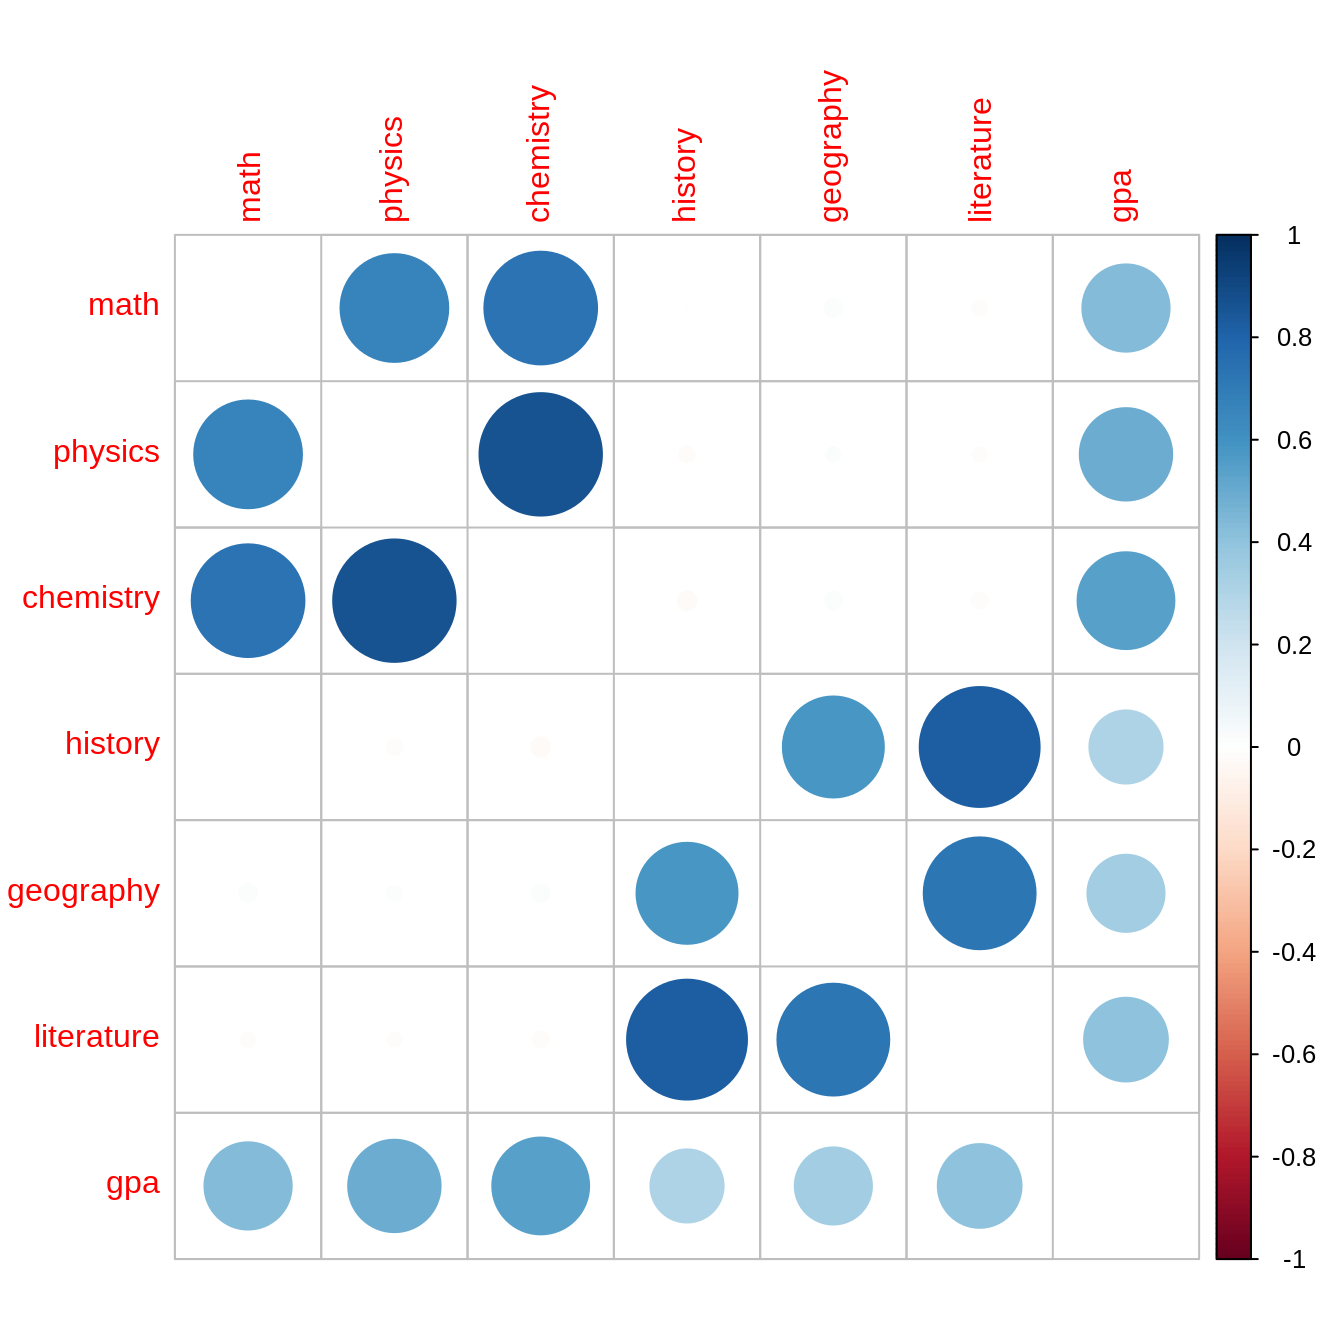 math
physics
chemistry
history
geography
literature
gpa
math
physics
chemistry
history
geography
literature
gpa
1
0.8
0.6
0.4
0.2
0
-0.2
-0.4
-0.6
-0.8
-1